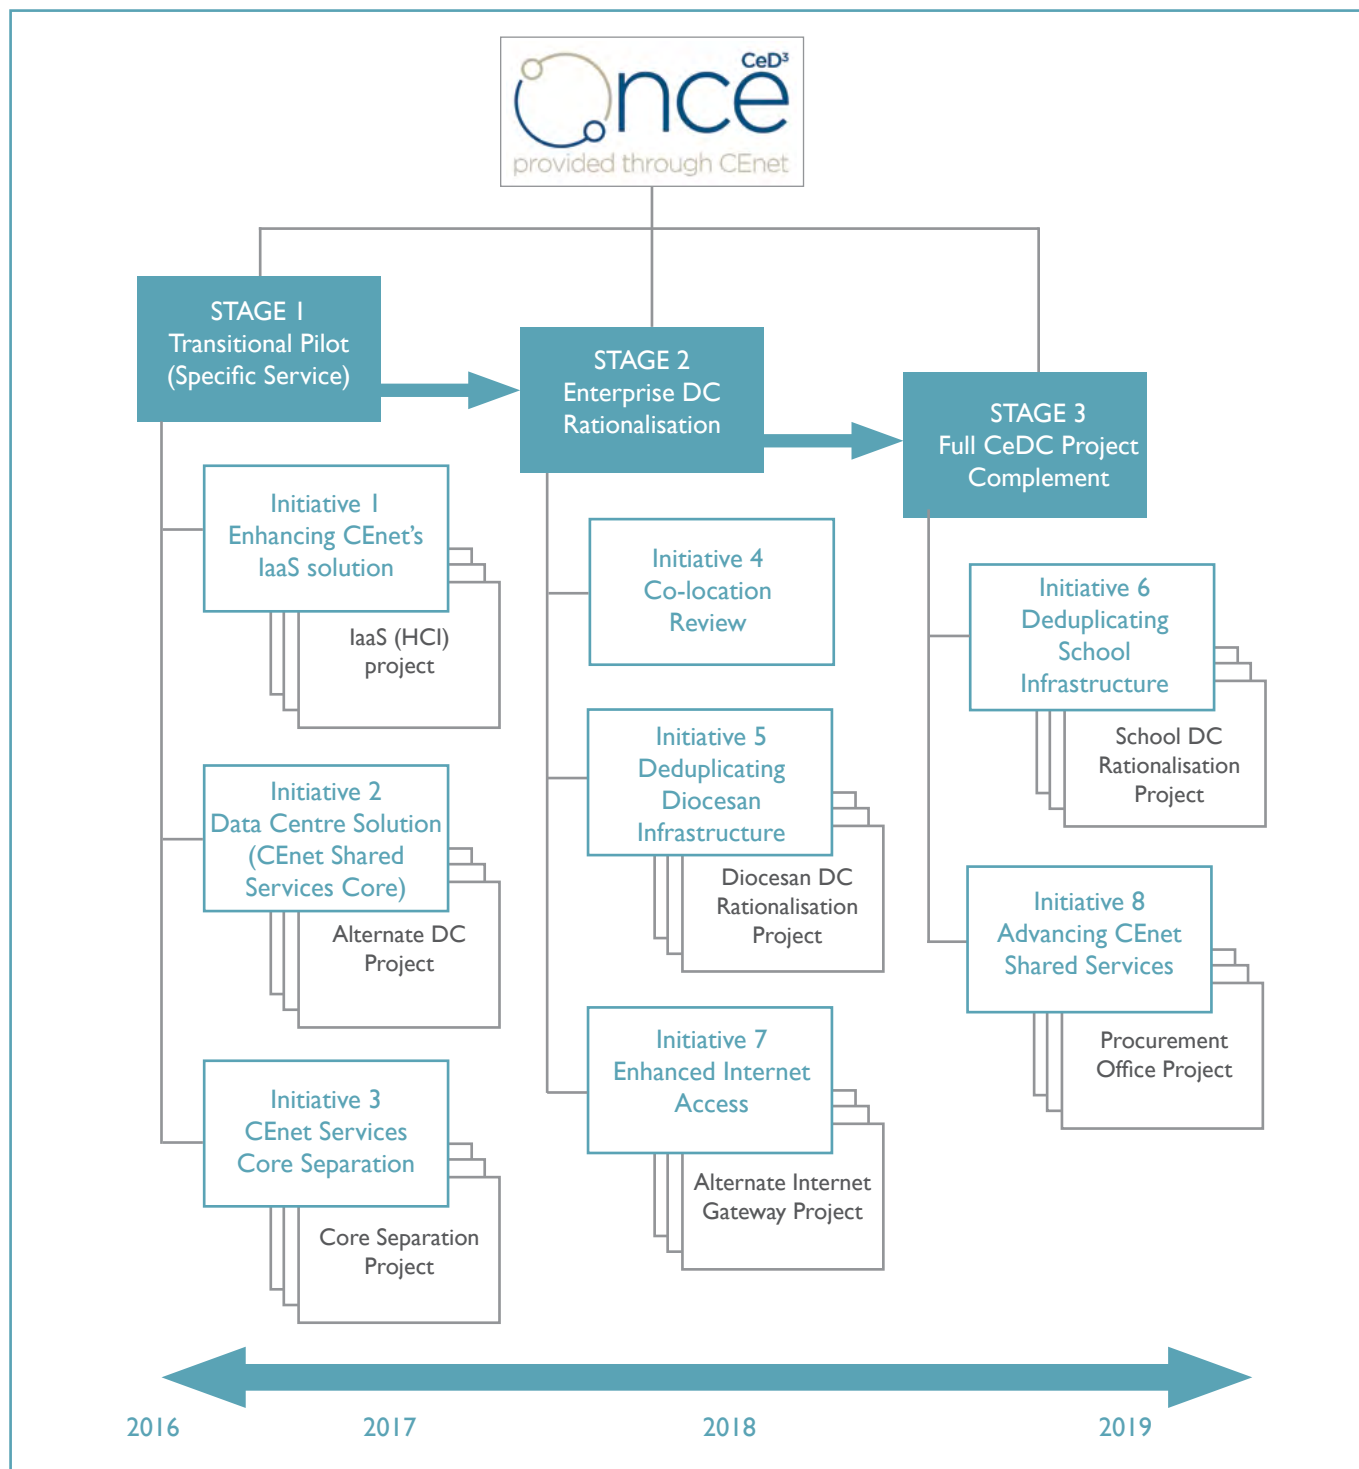 CeD³
Once
provided through CEnet
STAGE 1
Transitional Pilot
(Specific Service)
STAGE 2
Enterprise DC
Rationalisation
STAGE 3
Full CeDC Project
Complement
Initiative 1
Enhancing CEnet's
IaaS solution
IaaS (HCI)
project
Initiative 2
Data Centre Solution
(CEnet Shared
Services Core)
Alternate DC
Project
Initiative 3
CEnet Services
Core Separation
Core Separation
Project
Initiative 4
Co-location
Review
Initiative 5
Deduplicating
Diocesan
Infrastructure
Diocesan DC
Rationalisation
Project
Initiative 7
Enhanced Internet
Access
Alternate Internet
Gateway Project
Initiative 6
Deduplicating
School
Infrastructure
School DC
Rationalisation
Project
Initiative 8
Advancing CEnet
Shared Services
Procurement
Office Project
2016
2017
2018
2019